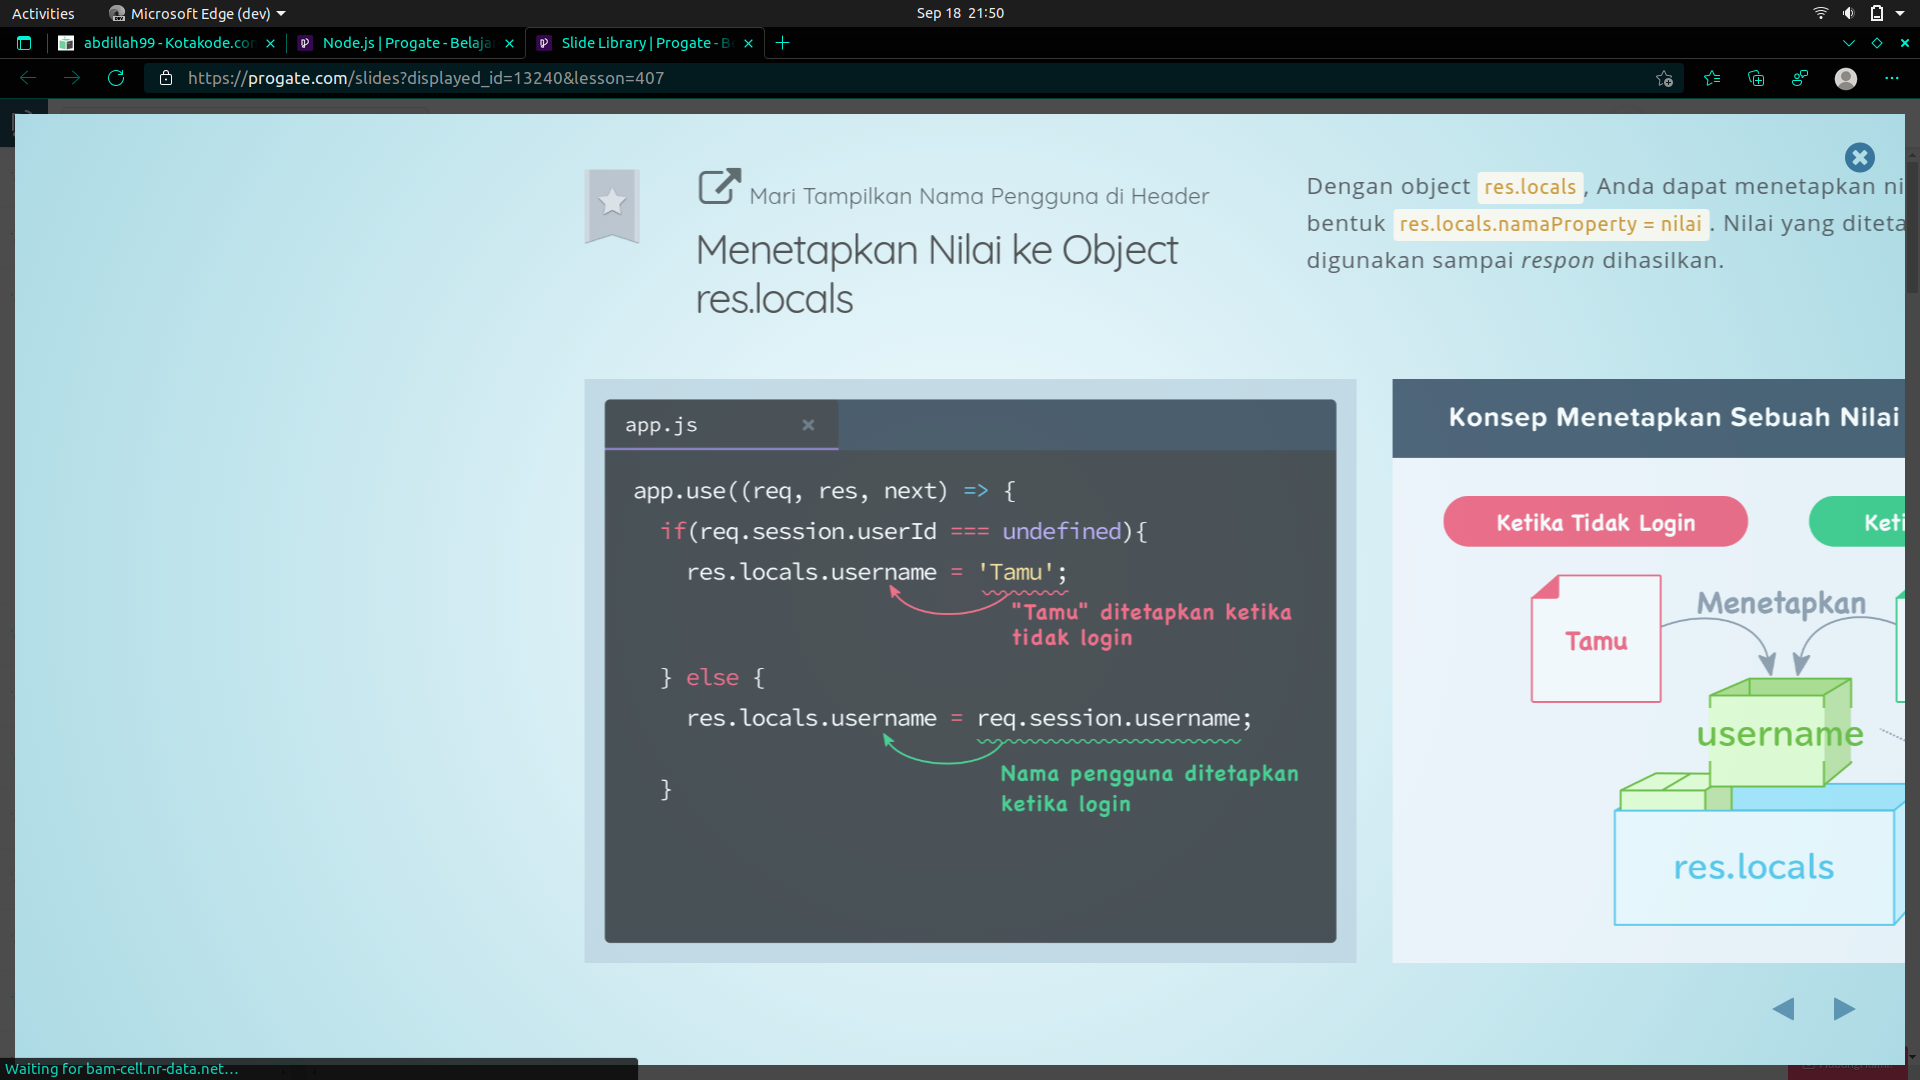 Activities
Microsoft Edge (dev)
Sep 18 21:50
abdillah99 - Kotakode.con
Node.js | Progate - Belaja
Slide Library | Progate - Be
https://progate.com/slides?displayed_id=13240&lesson=407
Mari Tampilkan Nama Pengguna di Header
Menetapkan Nilai ke Object
res.locals
Dengan object res.locals, Anda dapat menetapkan ni
bentuk res.locals.namaProperty = nilai. Nilai yang diteta
digunakan sampai respon dihasilkan.
app.js
app.use((req, res, next) => {
if(req.session.userId === undefined){
res.locals.username = 'Tamu';
"Tamu" ditetapkan ketika
tidak login
} else {
res.locals.username = req.session.username;
Nama pengguna ditetapkan
ketika login
}
Konsep Menetapkan Sebuah Nilai
Ketika Tidak Login
Keti
Menetapkan
Tamu
username
res.locals
Waiting for bam-cell.nr-data.net...